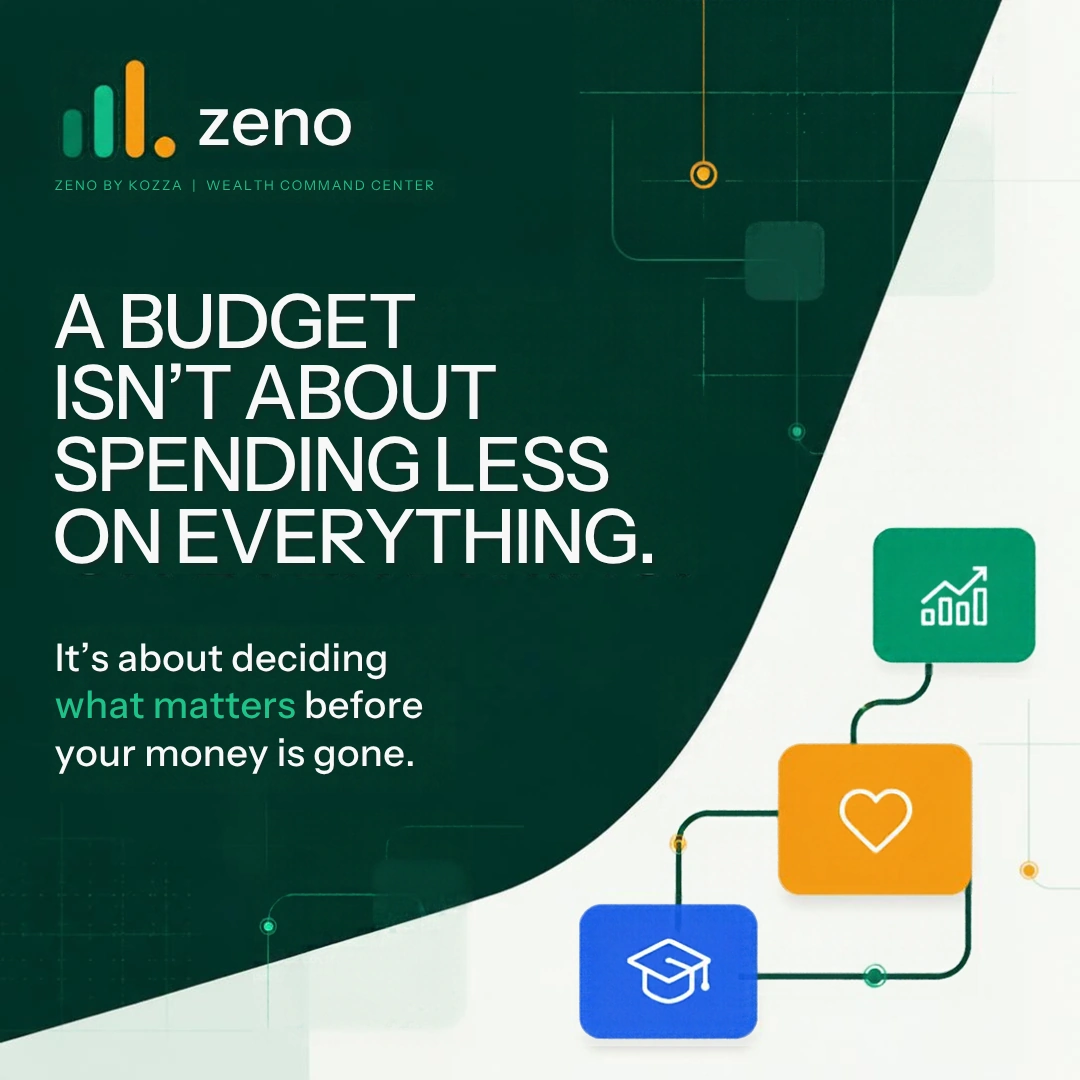 zeno
ZENO BY KOZZA | WEALTH COMMAND CENTER
A BUDGET
ISN’T ABOUT
SPENDING LESS
ON EVERYTHING.
It’s about deciding
what matters before
your money is gone.